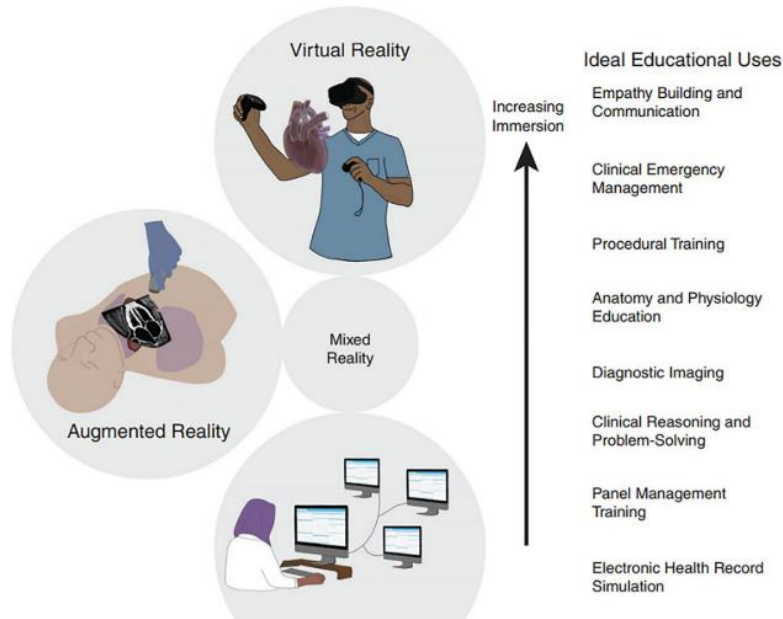 Virtual Reality
Increasing
Immersion
Mixed
Reality
Augmented Reality
Ideal Educational Uses
Empathy Building and
Communication
Clinical Emergency
Management
Procedural Training
Anatomy and Physiology
Education
Diagnostic Imaging
Clinical Reasoning and
Problem-Solving
Panel Management
Training
Electronic Health Record
Simulation